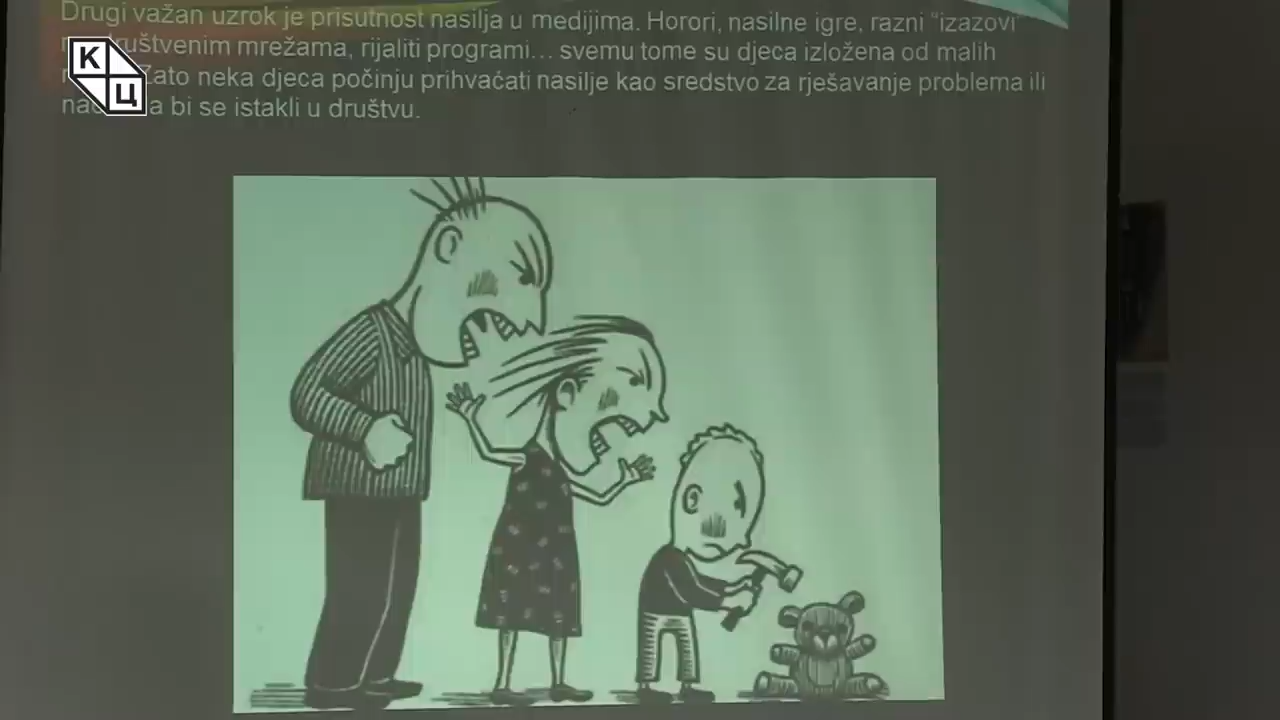 Drugi važan uzrok je prisutnost nasilja u medijima. Horori, nasilne igre, razni “izazovi”
društvenim mrežama, rijaliti programi... svemu tome su djeca izložena od malih
Zato neka djeca počinju prihvaćati nasilje kao sredstvo za rješavanje problema ili
bi se istakli u društvu.
К
Ц